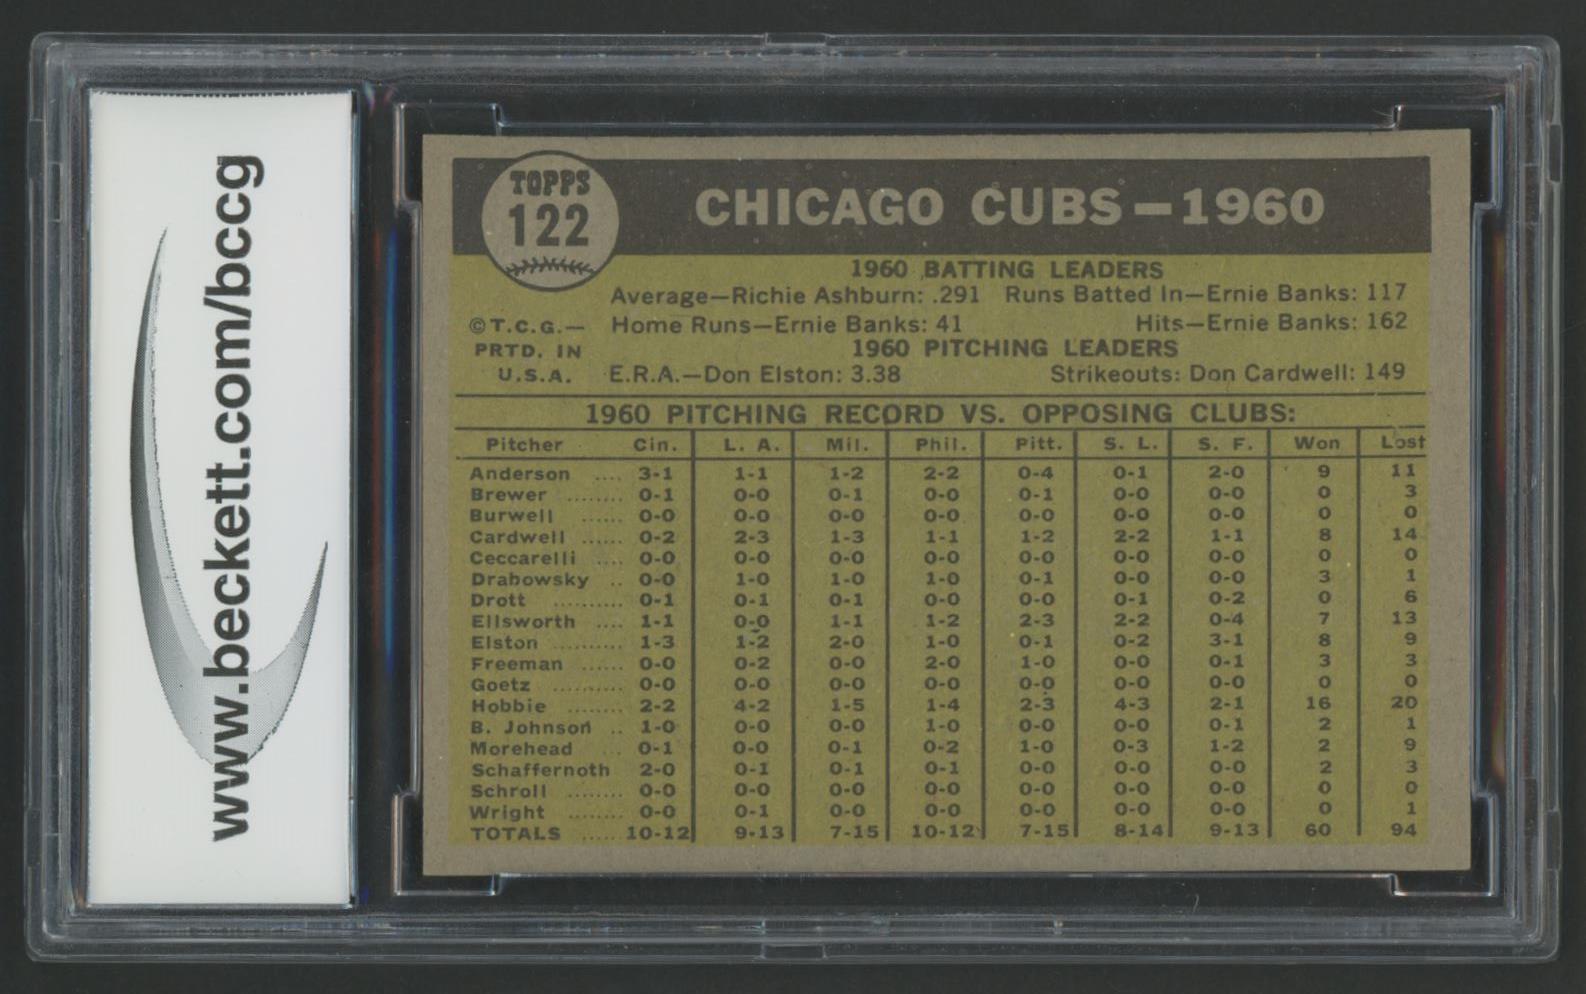 www.beckett.com/bccg
TOPPS
122
CHICAGO CUBS—1960
1960 BATTING LEADERS
Average—Richie Ashburn: .291 Runs Batted In—Ernie Banks: 117
©T.C.G.— Home Runs—Ernie Banks: 41 Hits—Ernie Banks: 162
PRTD. IN 1960 PITCHING LEADERS
U.S.A. E.R.A.—Don Elston: 3.38 Strikeouts: Don Cardwell: 149
1960 PITCHING RECORD VS. OPPOSING CLUBS:
Pitcher Cin. L. A. Mil. Phil. Pitt. S. L. S. F. Won Lost
Anderson .... 3-1 1-1 1-2 2-2 0-4 0-1 2-0 9 11
Brewer ........ 0-1 0-0 0-1 0-0 0-1 0-0 0-0 0 3
Burwell ...... 0-0 0-0 0-0 0-0 0-0 0-0 0-0 0 0
Cardwell ...... 0-2 2-3 1-3 1-1 1-2 2-2 1-1 8 14
Ceccarelli .... 0-0 0-0 0-0 0-0 0-0 0-0 0-0 0 0
Drabowsky .. 0-0 1-0 1-0 1-0 0-1 0-0 0-0 3 1
Drott .......... 0-1 0-1 0-1 0-0 0-0 0-1 0-2 0 6
Ellsworth .... 1-1 0-0 1-1 1-2 2-3 2-2 0-4 7 13
Elston .......... 1-3 1-2 2-0 1-0 0-1 0-2 3-1 8 9
Freeman ...... 0-0 0-2 0-0 2-0 1-0 0-0 0-1 3 3
Goetz .......... 0-0 0-0 0-0 0-0 0-0 0-0 0-0 0 0
Hobbie ........ 2-2 4-2 1-5 1-4 2-3 4-3 2-1 16 20
B. Johnson .. 1-0 0-0 0-0 1-0 0-0 0-0 0-1 2 1
Morehead ... 0-1 0-0 0-1 0-2 1-0 0-3 1-2 2 9
Schaffernoth 2-0 0-1 0-1 0-1 0-0 0-0 0-0 2 3
Schroll ........ 0-0 0-0 0-0 0-0 0-0 0-0 0-0 0 0
Wright ........ 0-0 0-1 0-0 0-0 0-0 0-0 0-0 0 1
TOTALS ..... 10-12 9-13 7-15 10-12 7-15 8-14 9-13 60 94